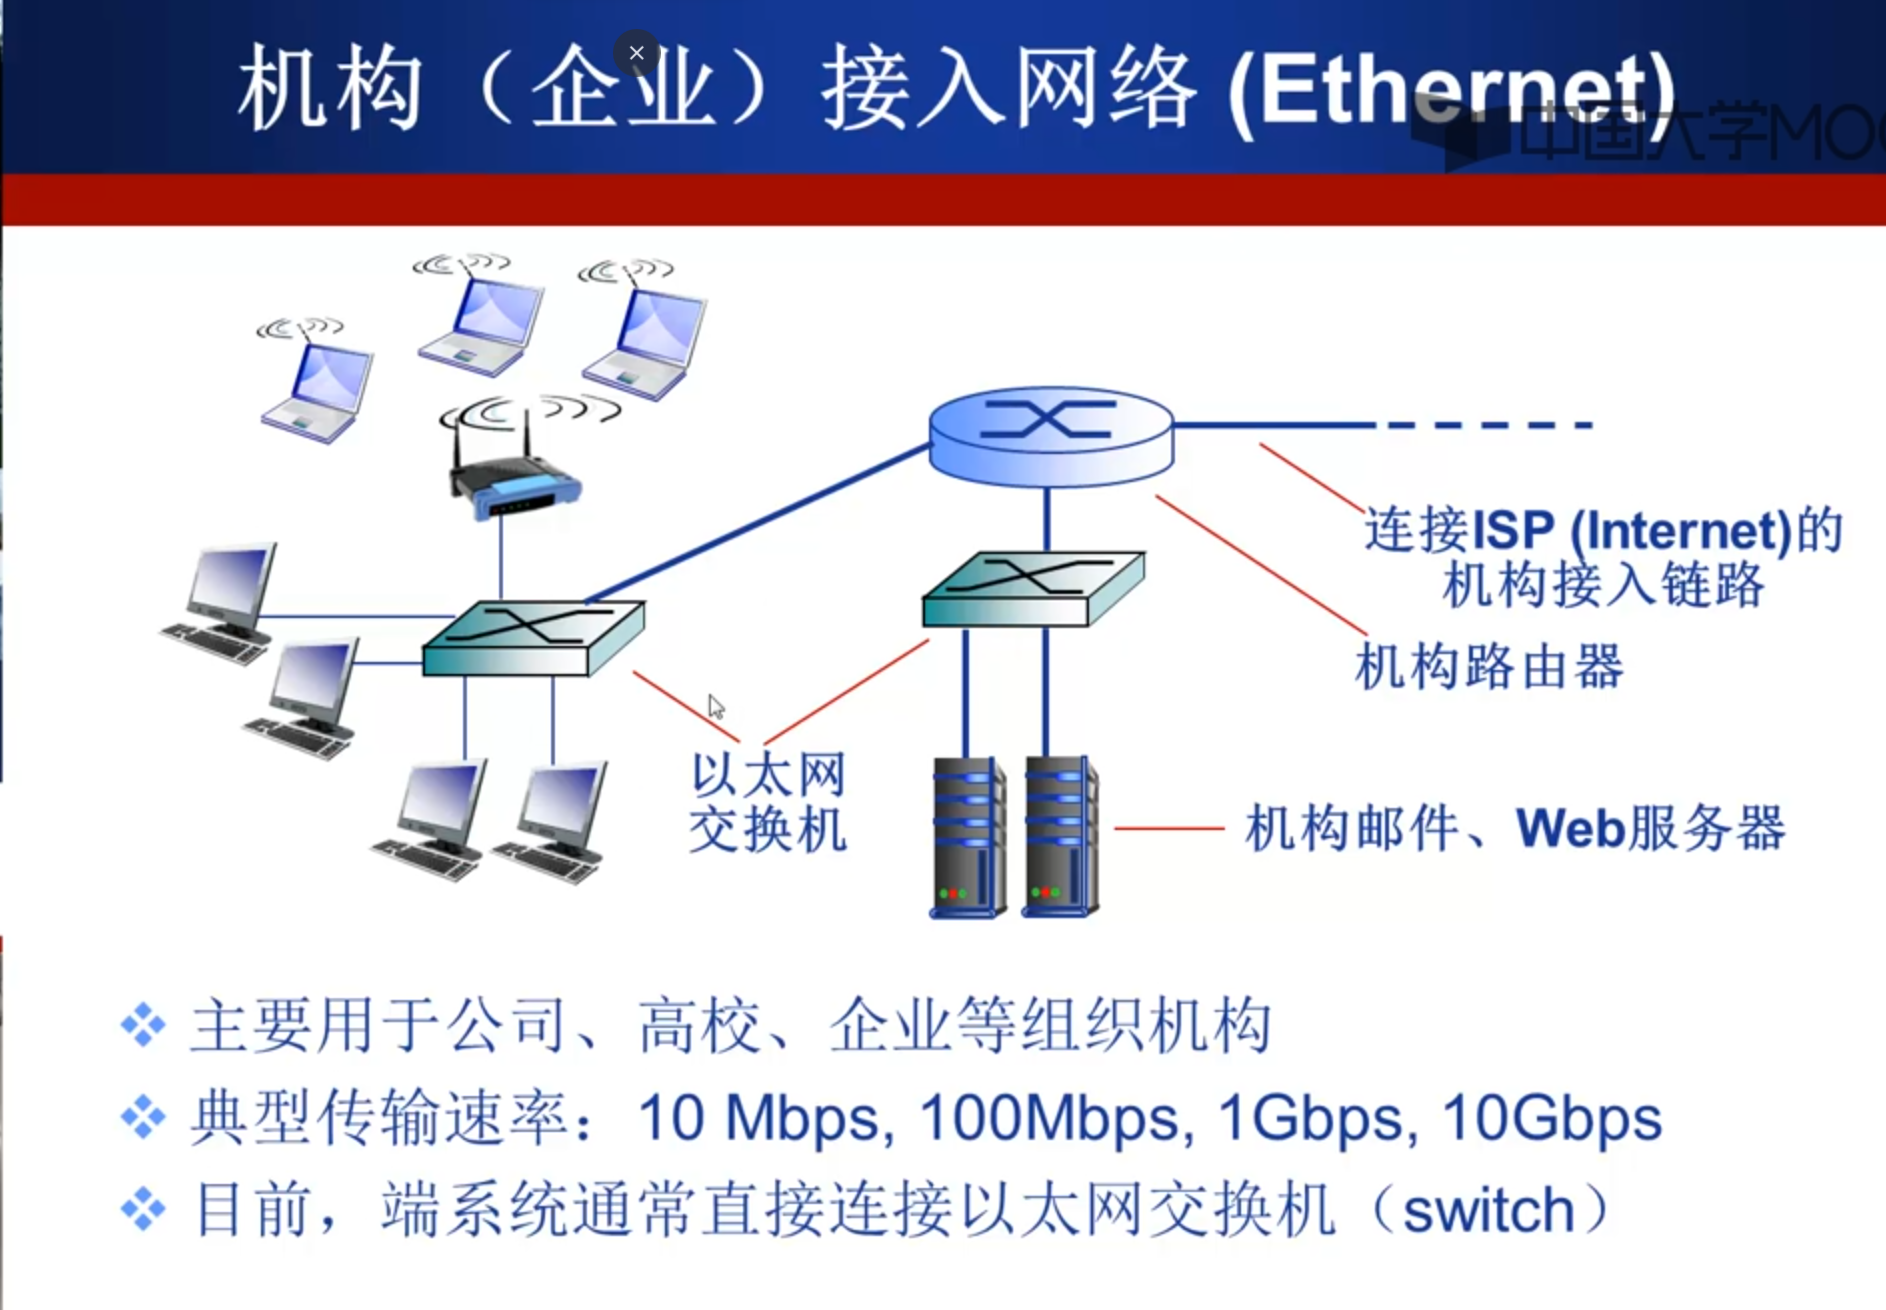 机构（企业）接入网络 (Ethernet)
中国大学MO
连接ISP (Internet)的
机构接入链路
机构路由器
以太网
交换机
机构邮件、Web服务器
主要用于公司、高校、企业等组织机构
典型传输速率：10 Mbps, 100Mbps, 1Gbps, 10Gbps
目前，端系统通常直接连接以太网交换机（switch）